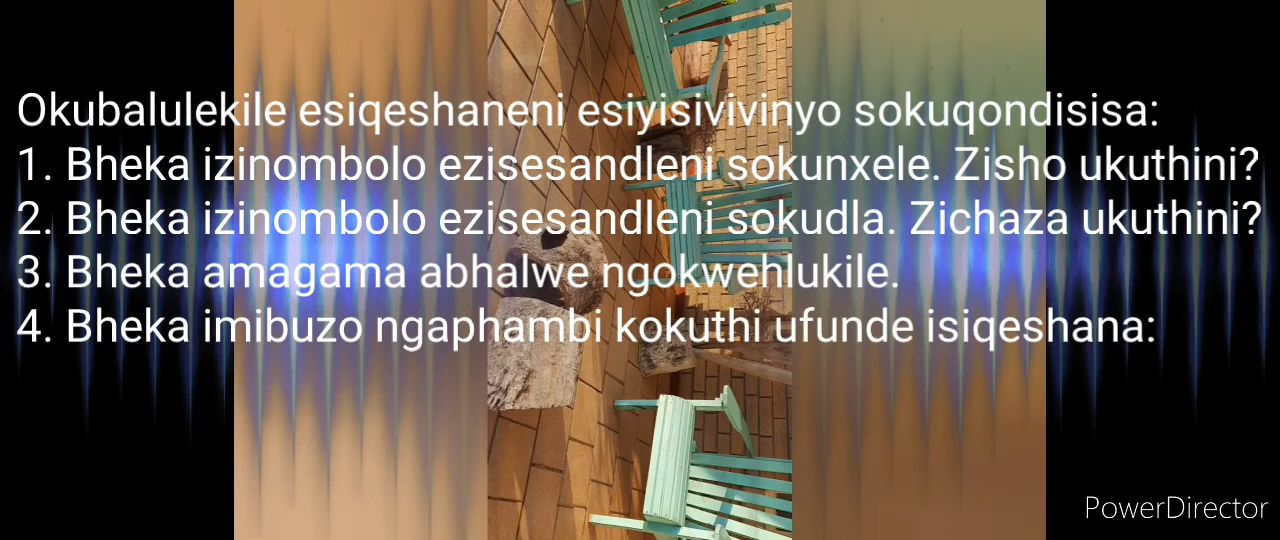 Okubalulekile esiqeshaneni esiyisivivinyo sokuqondisisa:
1. Bheka izinombolo ezisesandleni sokunxele. Zisho ukuthini?
2. Bheka izinombolo ezisesandleni sokudla. Zichaza ukuthini?
3. Bheka amagama abhalwe ngokwehlukile.
4. Bheka imibuzo ngaphambi kokuthi ufunde isiqeshana:
PowerDirector